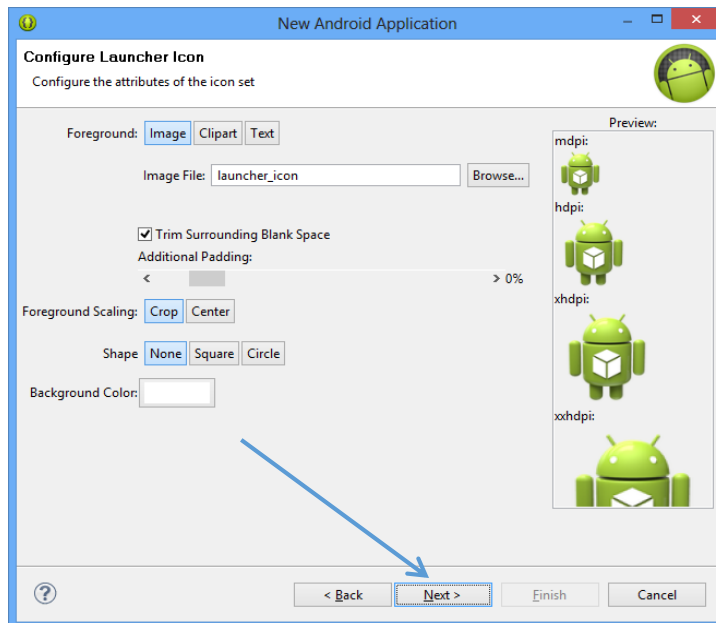 New Android Application
Configure Launcher Icon
Configure the attributes of the icon set
Foreground: Image Clipart Text
Image File: launcher_icon Browse...
Trim Surrounding Blank Space
Additional Padding:
< > 0%
Foreground Scaling: Crop Center
Shape None Square Circle
Background Color:
Preview:
mdpi:
hdpi:
xhdpi:
xxhdpi:
? < Back Next > Finish Cancel